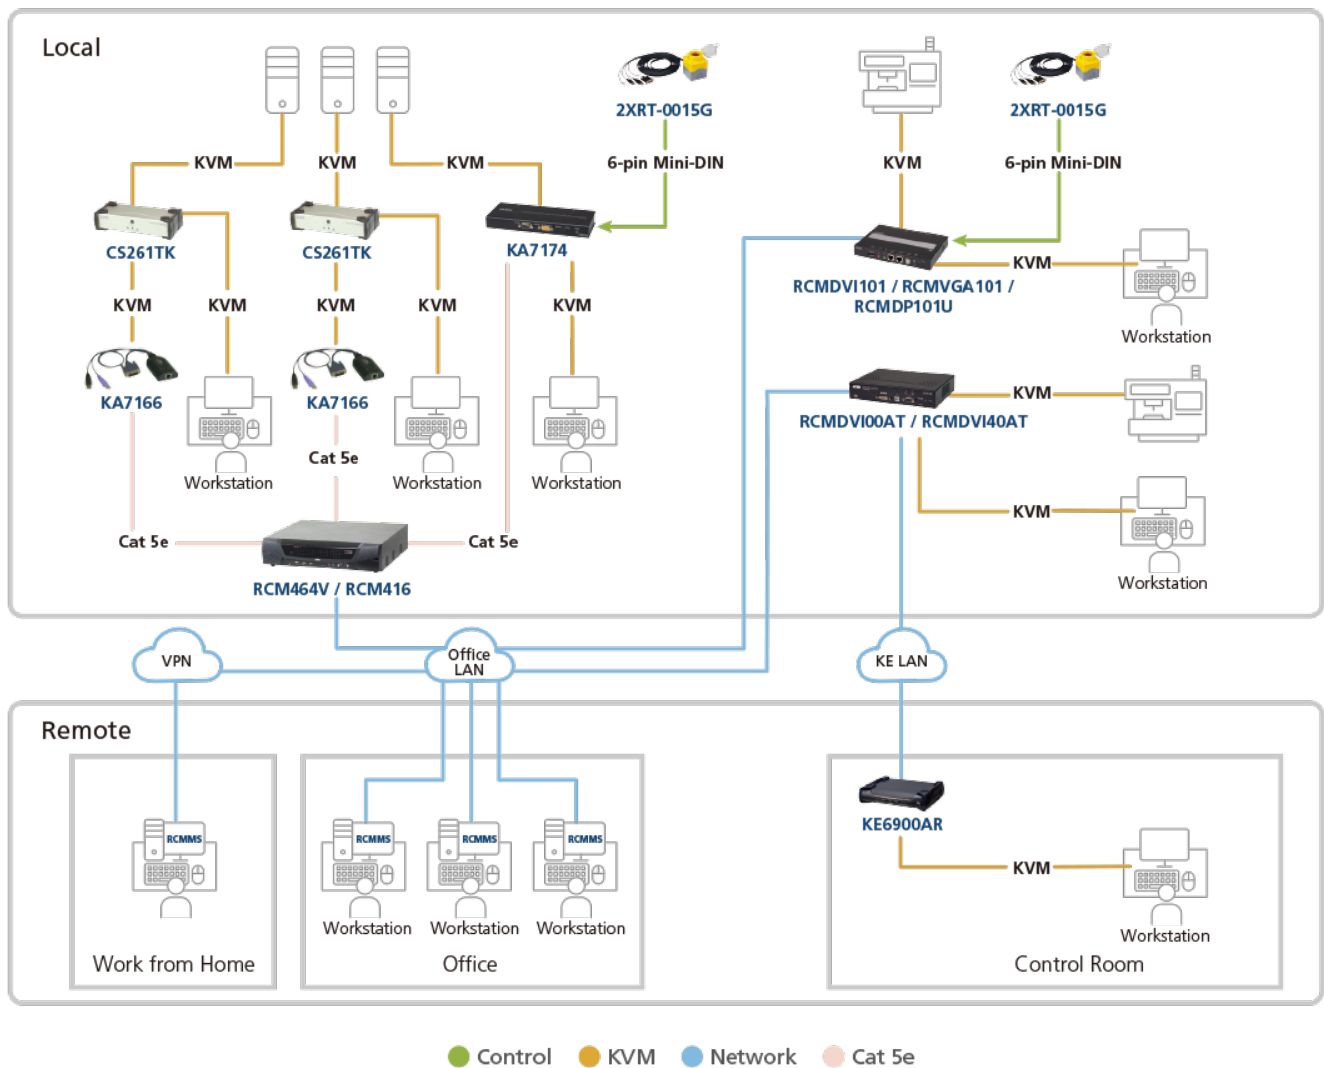 Local
2XRT-0015G
2XRT-0015G
KVM
KVM
KVM
6-pin Mini-DIN
KVM
6-pin Mini-DIN
CS261TK
CS261TK
KA7174
KVM
RCMDVI101 / RCMVGA101 /
RCMDP101U
KVM
KVM
KVM
KVM
KVM
Workstation
KA7166
KA7166
KVM
RCMDVI00AT / RCMDVI40AT
Cat 5e
Workstation
Workstation
Workstation
KVM
Cat 5e
Cat 5e
Workstation
RCM464V / RCM416
VPN
Office
LAN
KE LAN
Remote
KE6900AR
RCMMS
RCMMS
RCMMS
RCMMS
KVM
Workstation
Workstation
Workstation
Workstation
Work from Home
Office
Control Room
Control
KVM
Network
Cat 5e